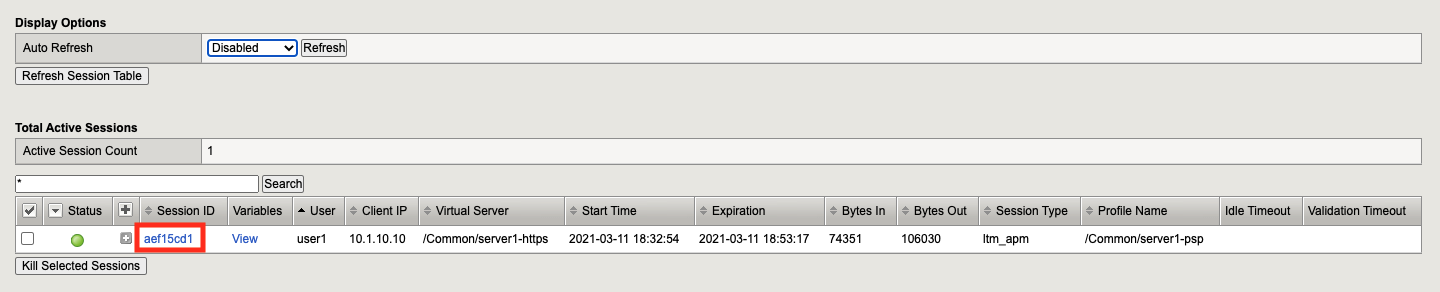 Display Options
Auto Refresh Disabled Refresh
Refresh Session Table
Total Active Sessions
Active Session Count 1
* Search
Status Session ID Variables User Client IP Virtual Server Start Time Expiration Bytes In Bytes Out Session Type Profile Name Idle Timeout Validation Timeout
aef15cd1 View user1 10.1.10.10 /Common/server1-https 2021-03-11 18:32:54 2021-03-11 18:53:17 74351 106030 ltm_apm /Common/server1-psp
Kill Selected Sessions